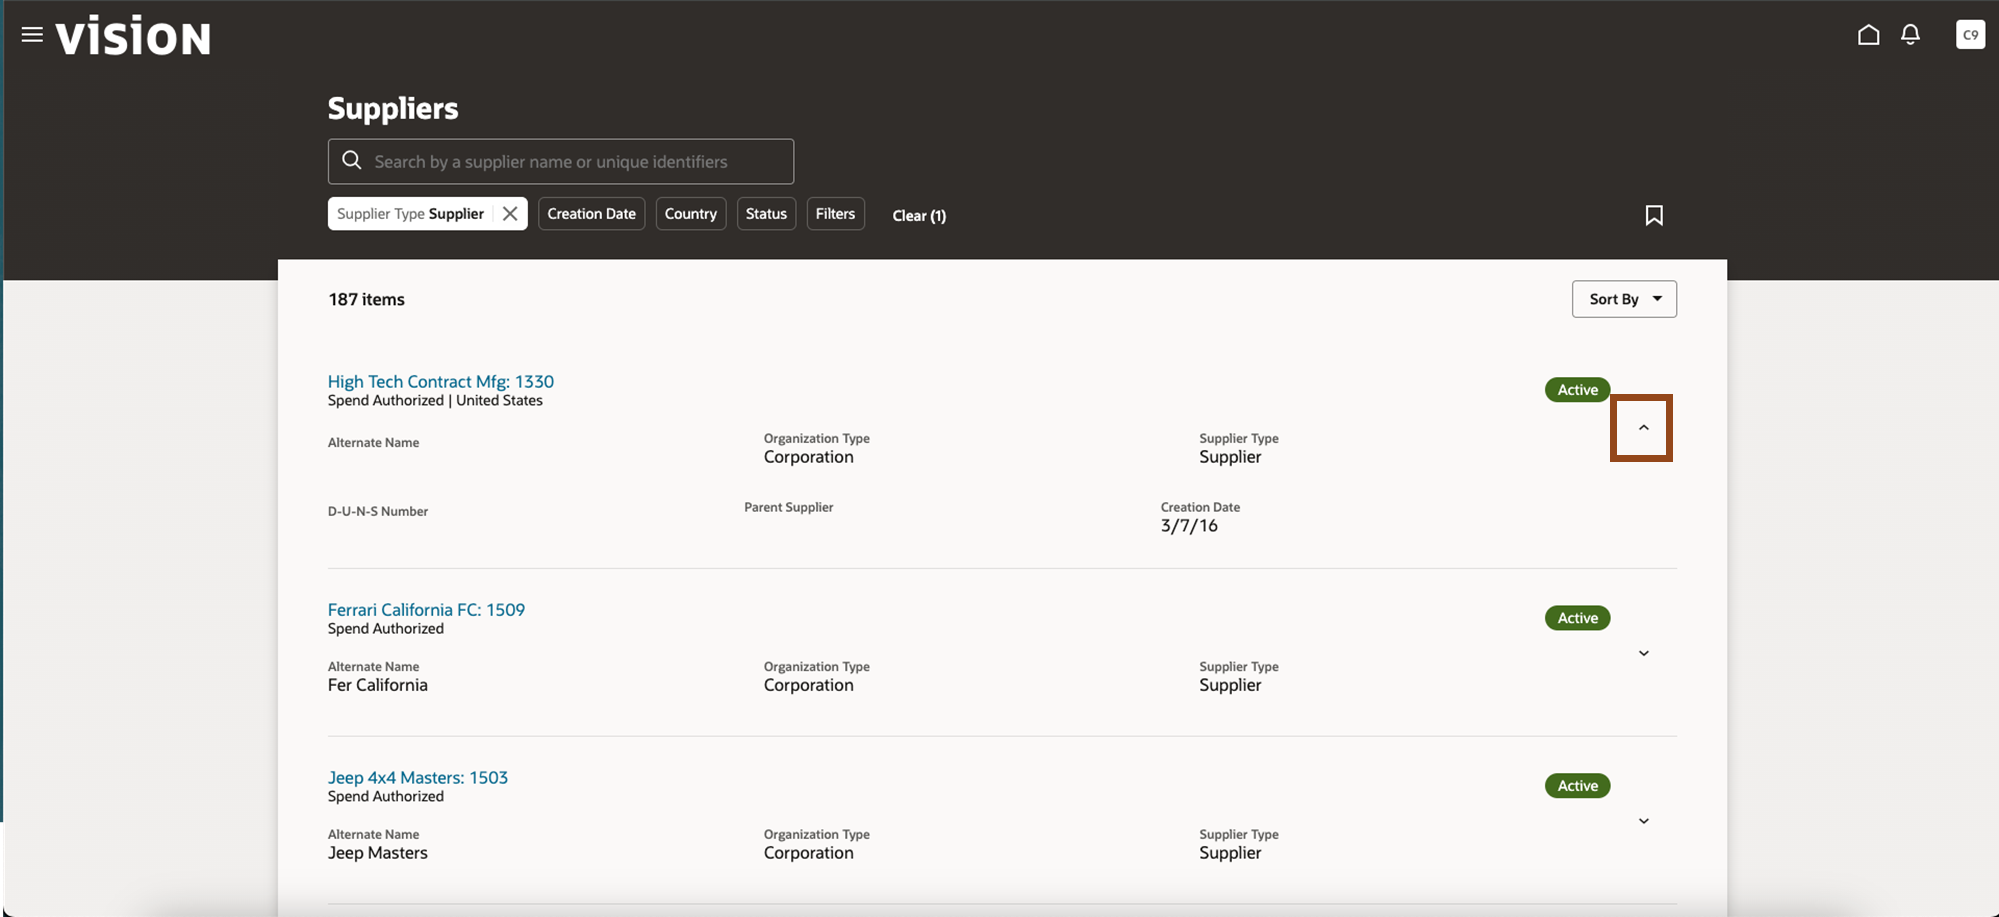 VISION
C9
Suppliers
Search by a supplier name or unique identifiers
Supplier Type Supplier Creation Date Country Status Filters Clear (1)
187 items
Sort By
High Tech Contract Mfg: 1330
Active
Spend Authorized | United States
Alternate Name
Organization Type
Corporation
Supplier Type
Supplier
D-U-N-S Number
Parent Supplier
Creation Date
3/7/16
Ferrari California FC: 1509
Active
Spend Authorized
Alternate Name
Fer California
Organization Type
Corporation
Supplier Type
Supplier
Jeep 4x4 Masters: 1503
Active
Spend Authorized
Alternate Name
Jeep Masters
Organization Type
Corporation
Supplier Type
Supplier